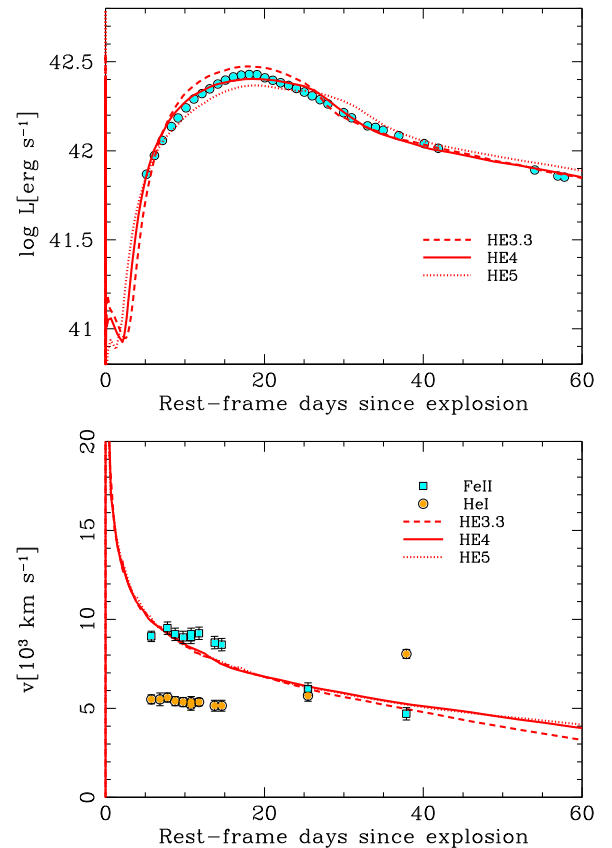 42.5
42
41.5
41
log L[erg s⁻¹]
HE3.3
HE4
HE5
0 20 40 60
Rest−frame days since explosion
20
15
10
5
0
v[10³ km s⁻¹]
FeII
HeI
HE3.3
HE4
HE5
0 20 40 60
Rest−frame days since explosion